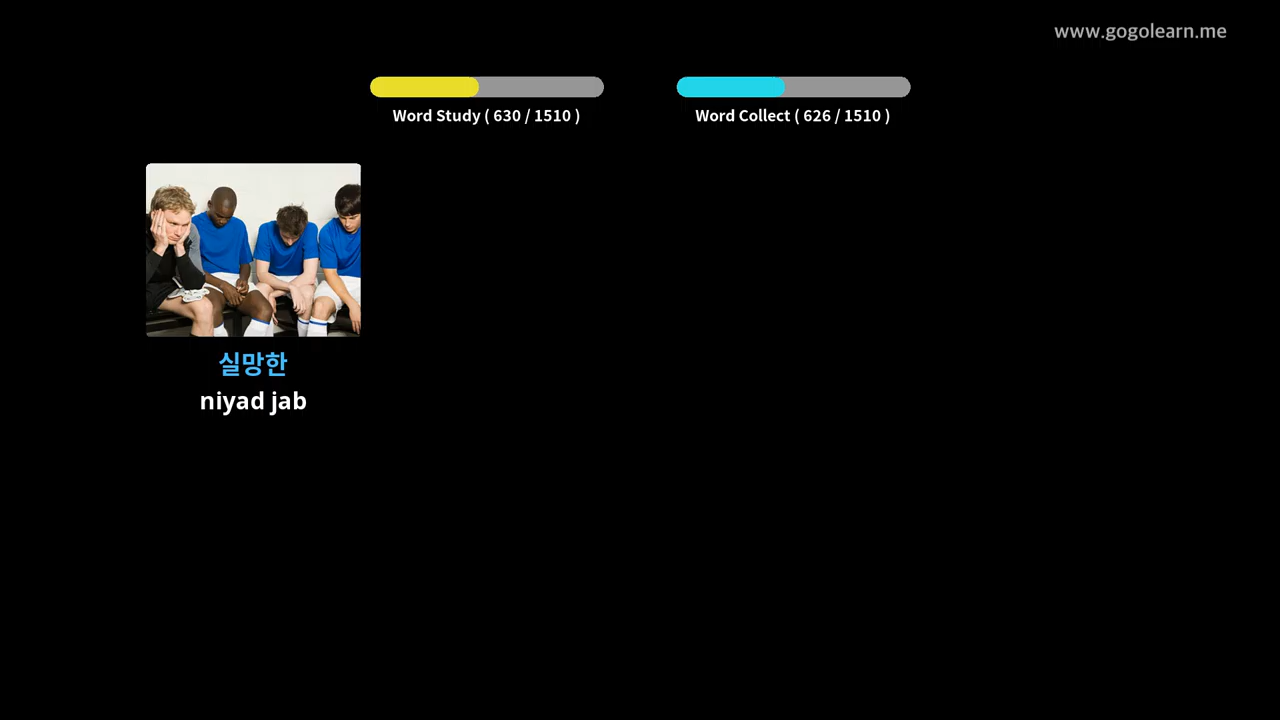 www.gogolearn.me
Word Study ( 630 / 1510 )
Word Collect ( 626 / 1510 )
실망한
niyad jab